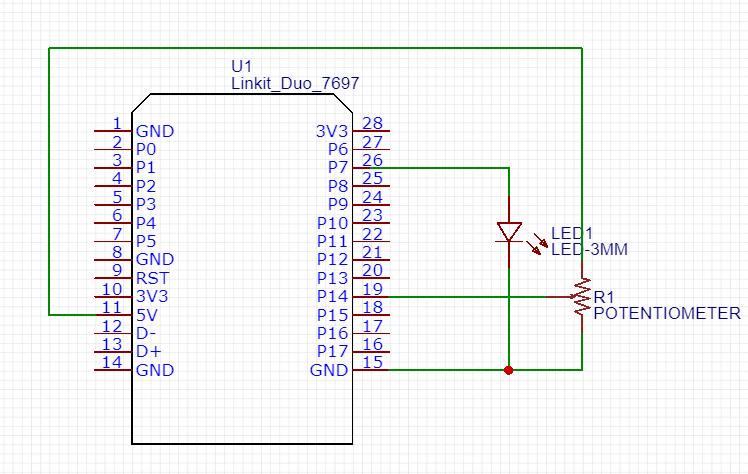 U1
Linkit_Duo_7697
1 GND 3V3 28
2 P0 P6 27
3 P1 P7 26
4 P2 P8 25
5 P3 P9 24
6 P4 P10 23
7 P5 P11 22
8 GND P12 21
9 RST P13 20
10 3V3 P14 19
11 5V P15 18
12 D- P16 17
13 D+ P17 16
14 GND GND 15
LED1
LED-3MM
R1
POTENTIOMETER